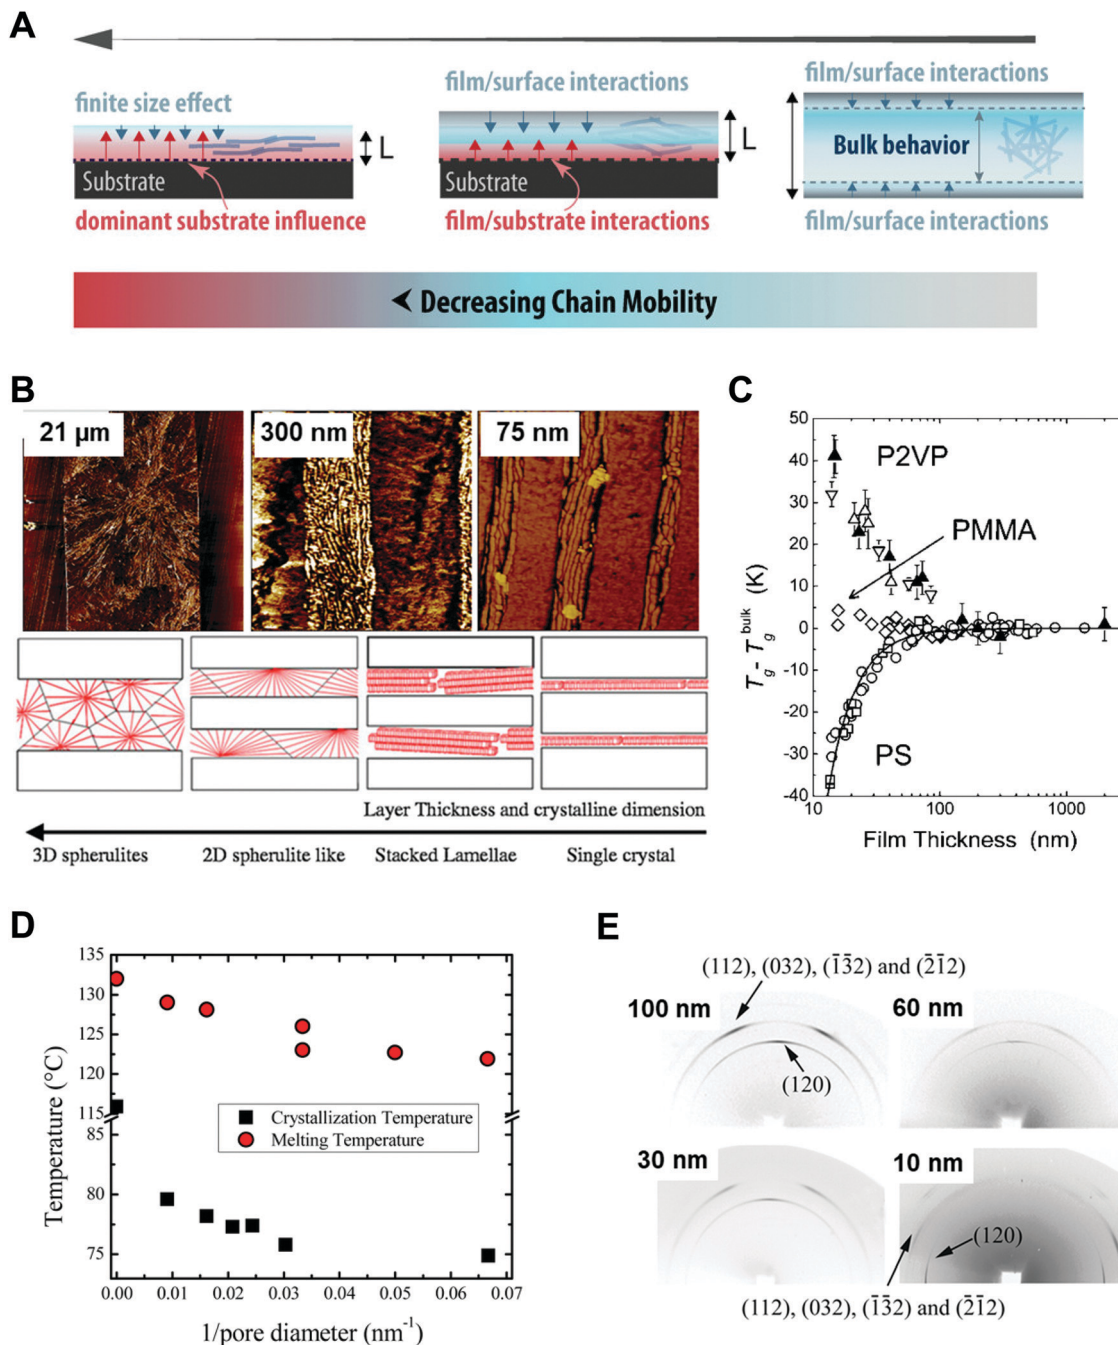 A
finite size effect
film/surface interactions
film/surface interactions
L
L
Bulk behavior
Substrate
Substrate
dominant substrate influence
film/substrate interactions
film/surface interactions
< Decreasing Chain Mobility
B
21 µm
300 nm
75 nm
Layer Thickness and crystalline dimension
3D spherulites
2D spherulite like
Stacked Lamellae
Single crystal
C
50
40
30
20
10
0
-10
-20
-30
-40
Tg - Tg^bulk (K)
P2VP
PMMA
PS
10
100
1000
Film Thickness (nm)
D
135
130
125
120
115
85
80
75
Temperature (°C)
Crystallization Temperature
Melting Temperature
0.00 0.01 0.02 0.03 0.04 0.05 0.06 0.07
1/pore diameter (nm⁻¹)
E
(112), (032), (1̅3̅2) and (2̅1̅2)
100 nm
60 nm
(120)
30 nm
10 nm
(120)
(112), (032), (1̅3̅2) and (2̅1̅2)